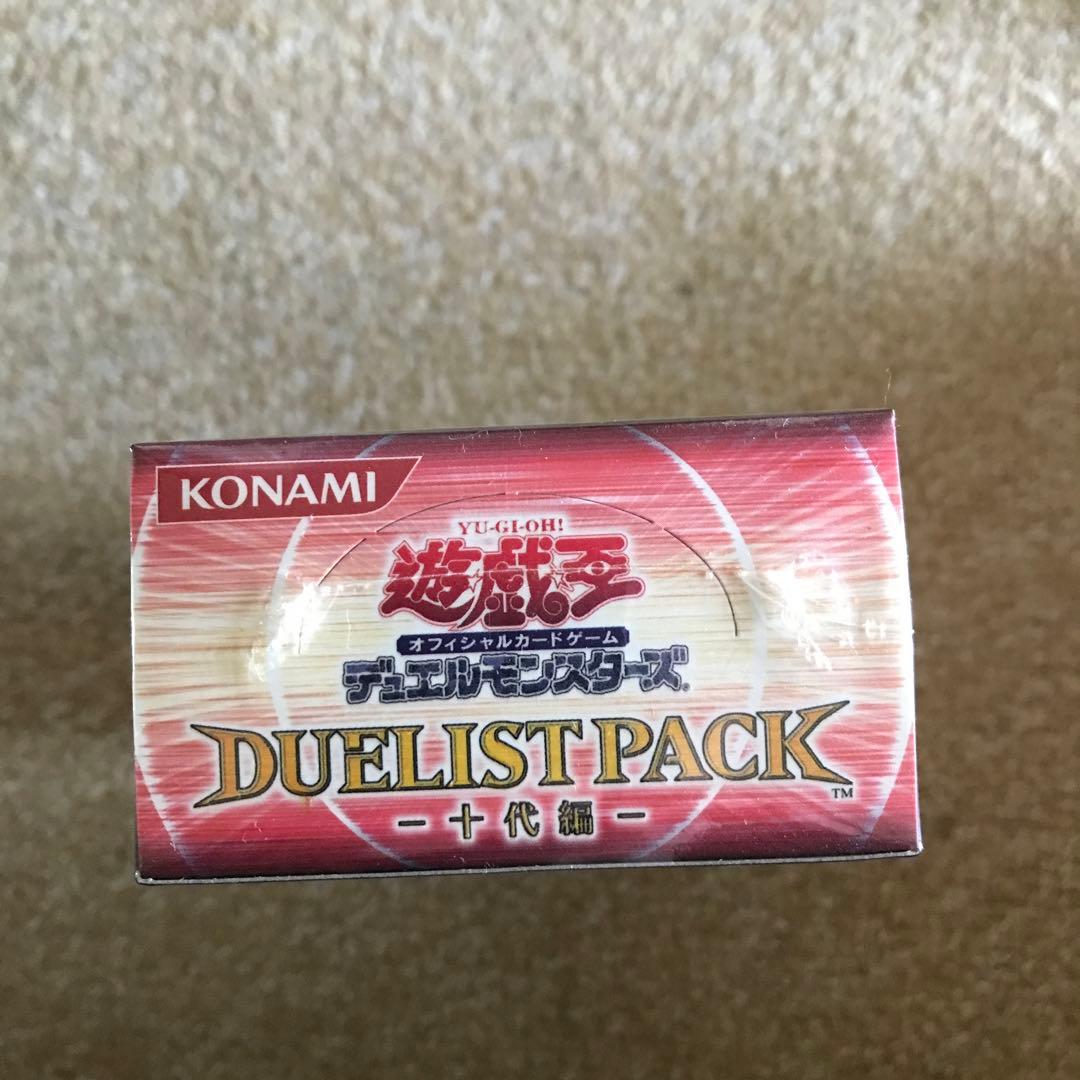 KONAMI
YU-GI-OH!
遊戯王
オフィシャルカードゲーム
デュエルモンスターズ
DUELIST PACK™
-十代編-